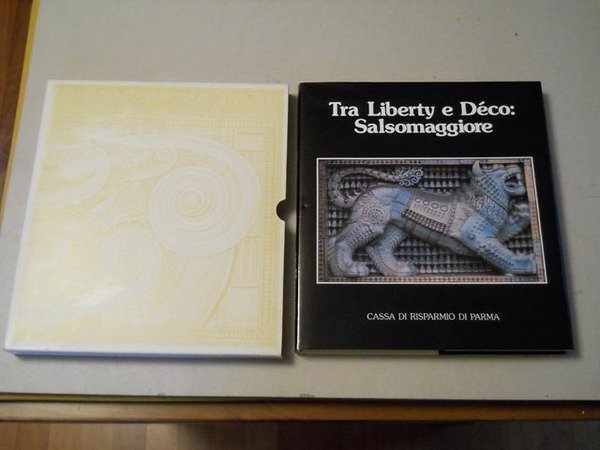 Tra Liberty e Déco:
Salsomaggiore
CASSA DI RISPARMIO DI PARMA